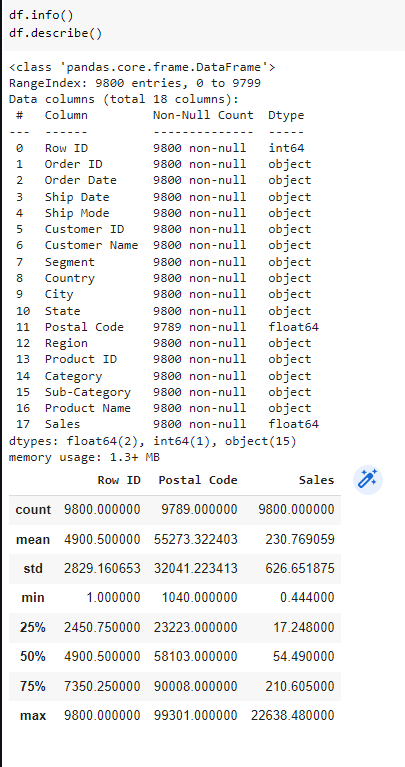 df.info()
df.describe()
<class 'pandas.core.frame.DataFrame'>
RangeIndex: 9800 entries, 0 to 9799
Data columns (total 18 columns):
 #   Column         Non-Null Count  Dtype
---  ------         --------------  -----
 0   Row ID         9800 non-null   int64
 1   Order ID       9800 non-null   object
 2   Order Date     9800 non-null   object
 3   Ship Date      9800 non-null   object
 4   Ship Mode      9800 non-null   object
 5   Customer ID    9800 non-null   object
 6   Customer Name  9800 non-null   object
 7   Segment        9800 non-null   object
 8   Country        9800 non-null   object
 9   City           9800 non-null   object
 10  State          9800 non-null   object
 11  Postal Code    9789 non-null   float64
 12  Region         9800 non-null   object
 13  Product ID     9800 non-null   object
 14  Category       9800 non-null   object
 15  Sub-Category   9800 non-null   object
 16  Product Name   9800 non-null   object
 17  Sales          9800 non-null   float64
dtypes: float64(2), int64(1), object(15)
memory usage: 1.3+ MB
Row ID Postal Code Sales
count 9800.000000 9789.000000 9800.000000
mean 4900.500000 55273.322403 230.769059
std 2829.160653 32041.223413 626.651875
min 1.000000 1040.000000 0.444000
25% 2450.750000 23223.000000 17.248000
50% 4900.500000 58103.000000 54.490000
75% 7350.250000 90008.000000 210.605000
max 9800.000000 99301.000000 22638.480000